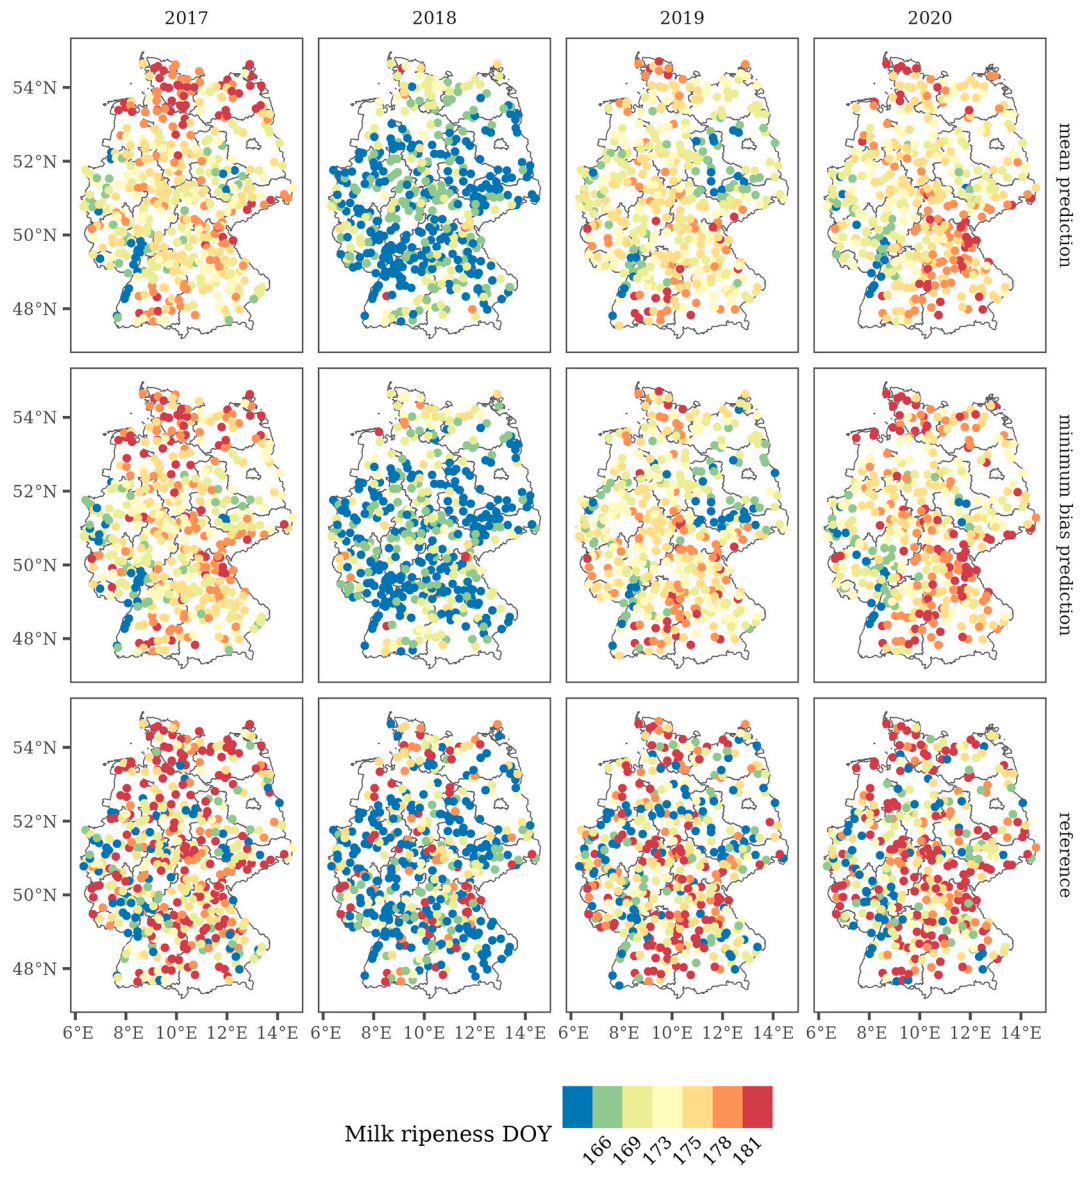 2017 2018 2019 2020
54°N
52°N
50°N
48°N
mean prediction
54°N
52°N
50°N
48°N
minimum bias prediction
54°N
52°N
50°N
48°N
reference
6°E 8°E 10°E 12°E 14°E 6°E 8°E 10°E 12°E 14°E 6°E 8°E 10°E 12°E 14°E 6°E 8°E 10°E 12°E 14°E
Milk ripeness DOY
166 169 173 175 178 181